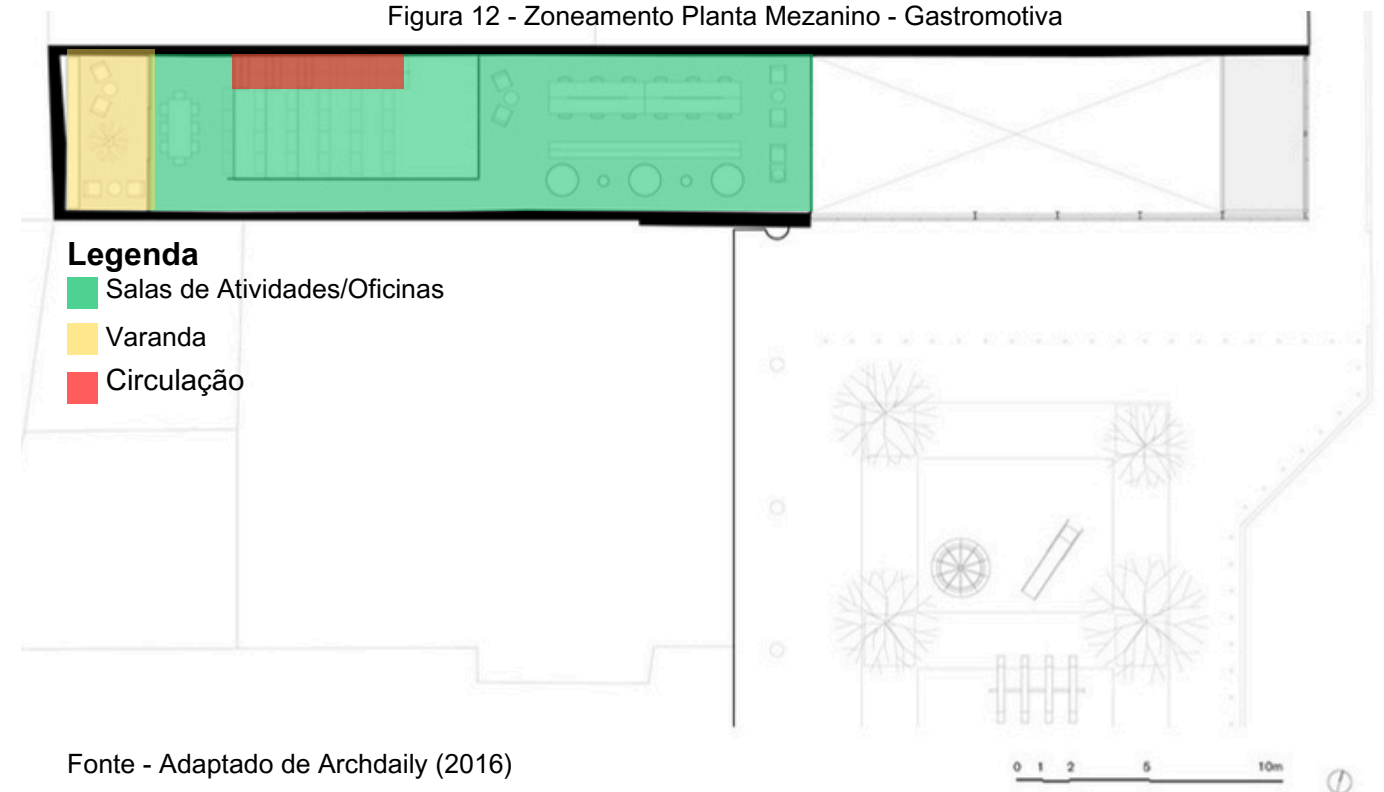 Figura 12 - Zoneamento Planta Mezanino - Gastromotiva
Legenda
Salas de Atividades/Oficinas
Varanda
Circulação
Fonte - Adaptado de Archdaily (2016)
0 1 2 5 10m